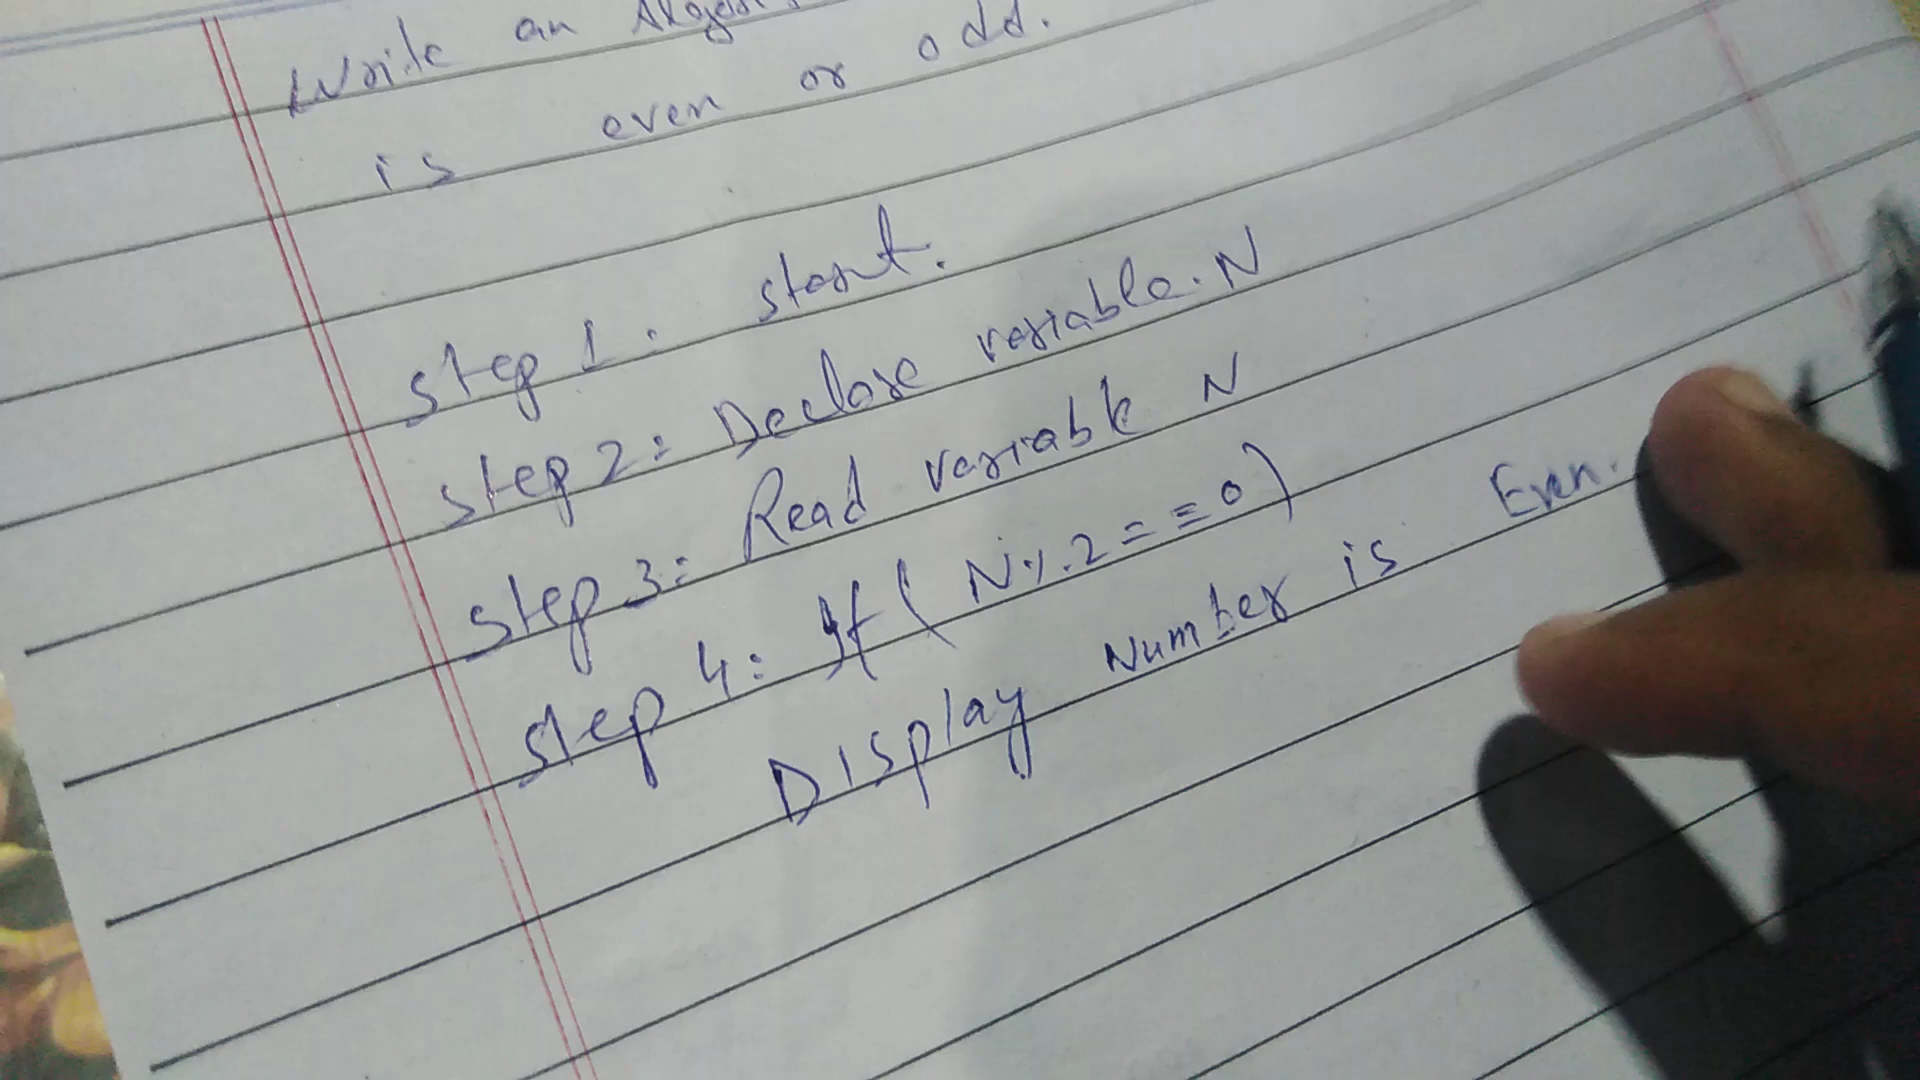 Write an
is even or odd.
step 1: start.
step 2: Declare variable. N
step 3: Read variable N
step 4: If ( N%2 == 0 )
Display Number is Even.